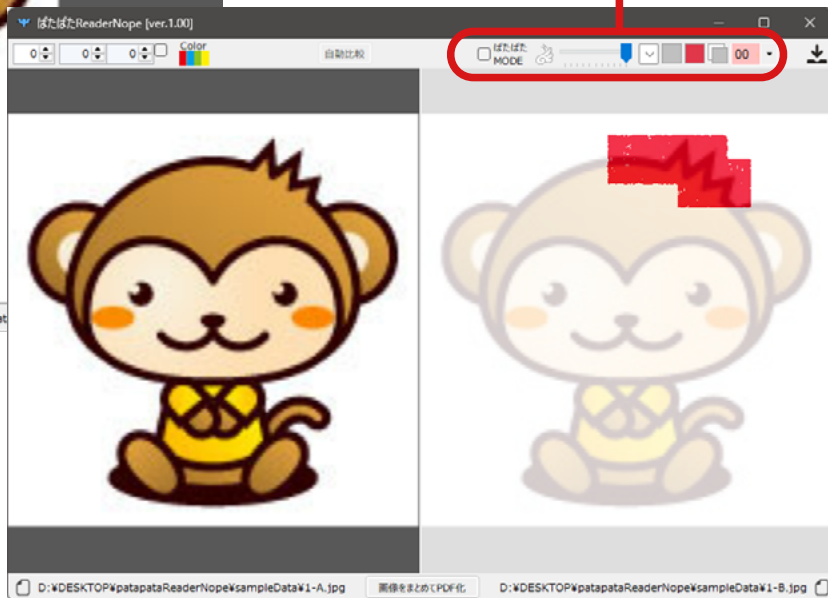 ぱたぱたReaderNope [ver.1.00]
0 0 0 Color 自動比較 ぱたぱた MODE 00
D:¥DESKTOP¥patapataReaderNope¥sampleData¥1-A.jpg 画像をまとめてPDF化 D:¥DESKTOP¥patapataReaderNope¥sampleData¥1-B.jpg